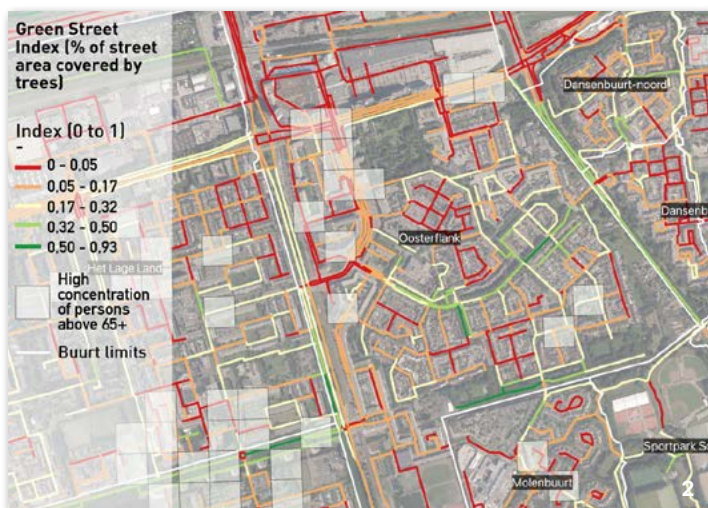 Green Street
Index (% of street
area covered by
trees)
Index (0 to 1)
-
0 – 0,05
0,05 – 0,17
0,17 – 0,32
0,32 – 0,50
0,50 – 0,93
High
concentration
of persons
above 65+
Buurt limits
Dansenbuurt-noord
Dansenb
Oosterflank
Het Lage Land
Sportpark Sc
Molenbuurt
2